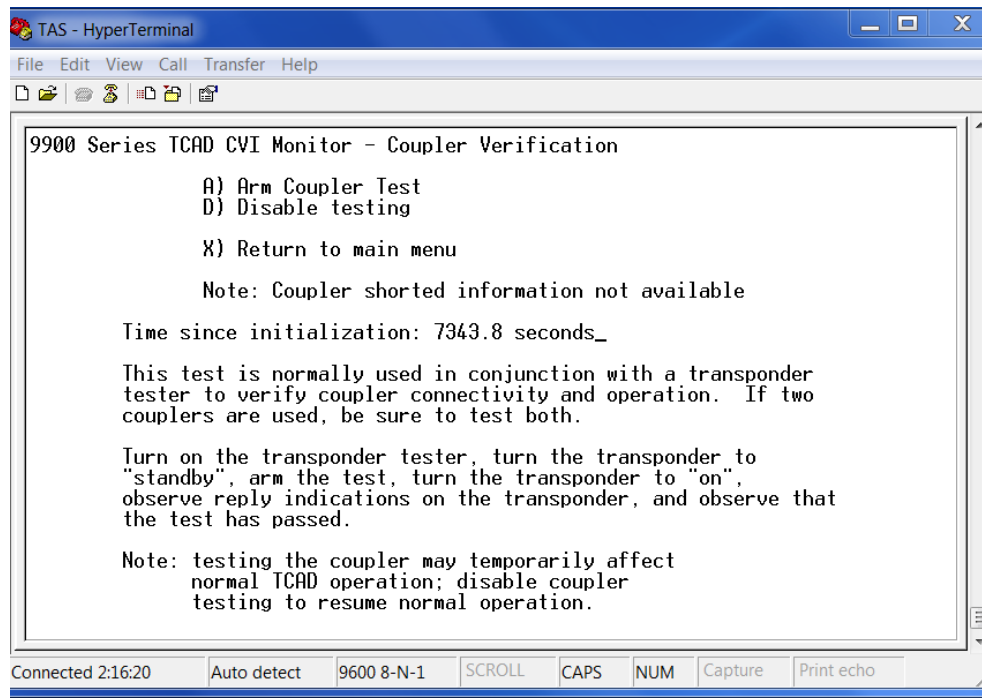 TAS - HyperTerminal
File Edit View Call Transfer Help
9900 Series TCAD CVI Monitor - Coupler Verification
A) Arm Coupler Test
D) Disable testing
X) Return to main menu
Note: Coupler shorted information not available
Time since initialization: 7343.8 seconds_
This test is normally used in conjunction with a transponder
tester to verify coupler connectivity and operation. If two
couplers are used, be sure to test both.
Turn on the transponder tester, turn the transponder to
"standby", arm the test, turn the transponder to "on",
observe reply indications on the transponder, and observe that
the test has passed.
Note: testing the coupler may temporarily affect
normal TCAD operation; disable coupler
testing to resume normal operation.
Connected 2:16:20 Auto detect 9600 8-N-1 SCROLL CAPS NUM Capture Print echo